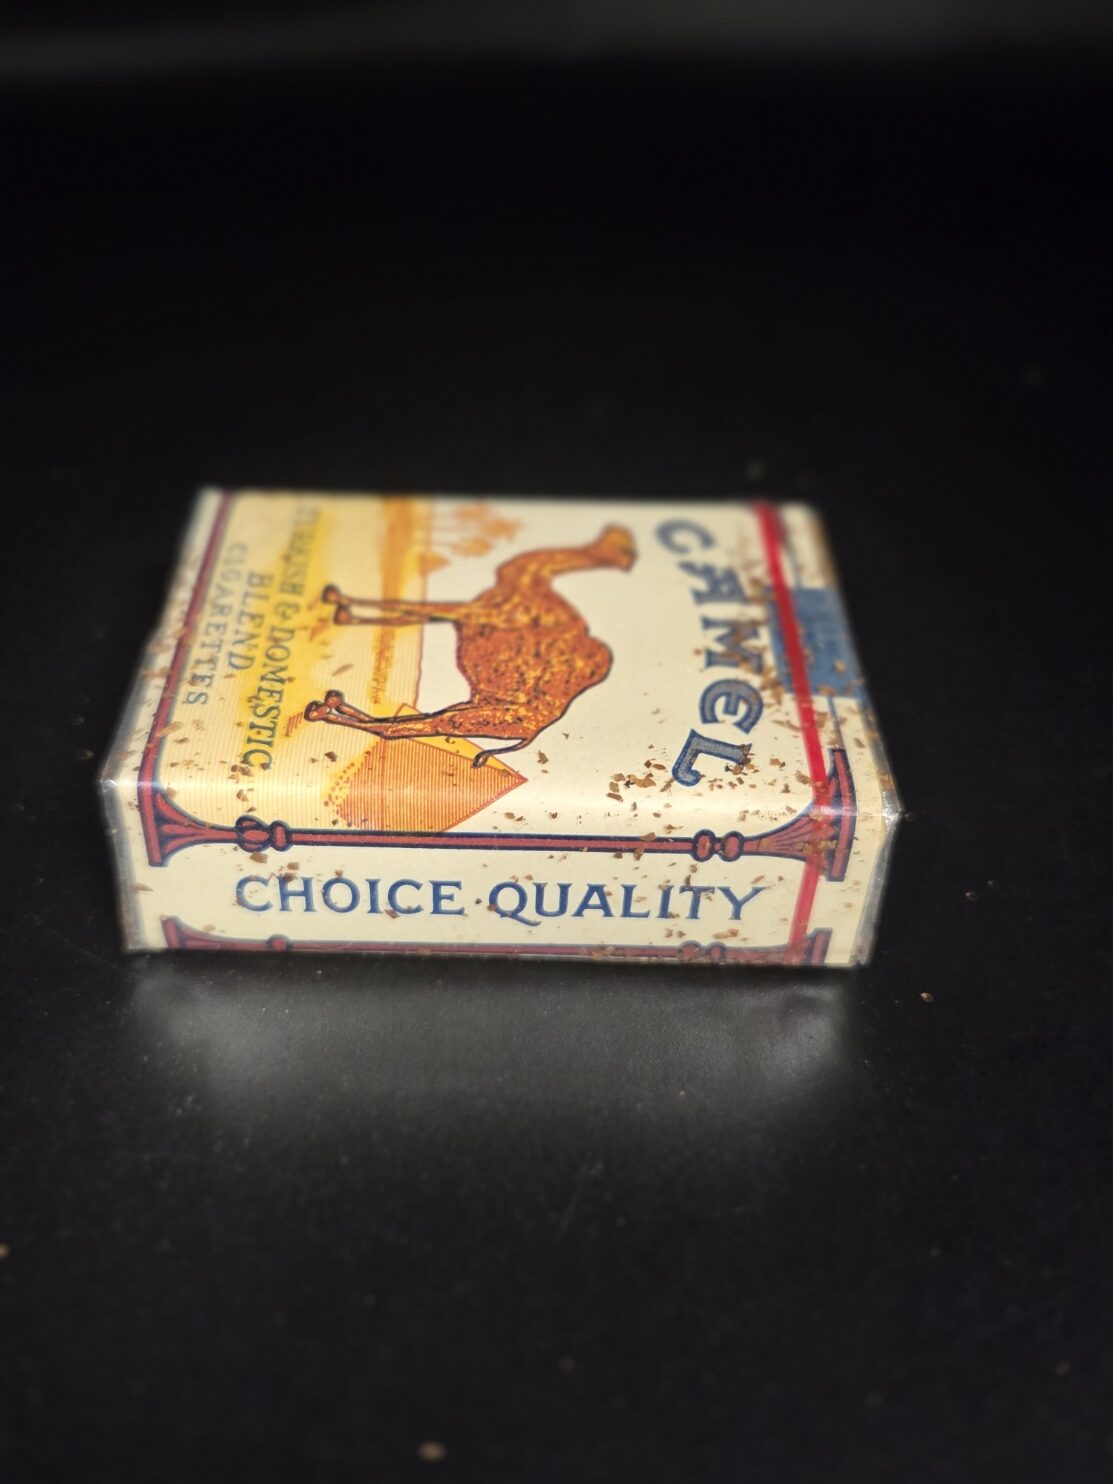 CAMEL
TURKISH & DOMESTIC
BLEND
CIGARETTES
CHOICE QUALITY